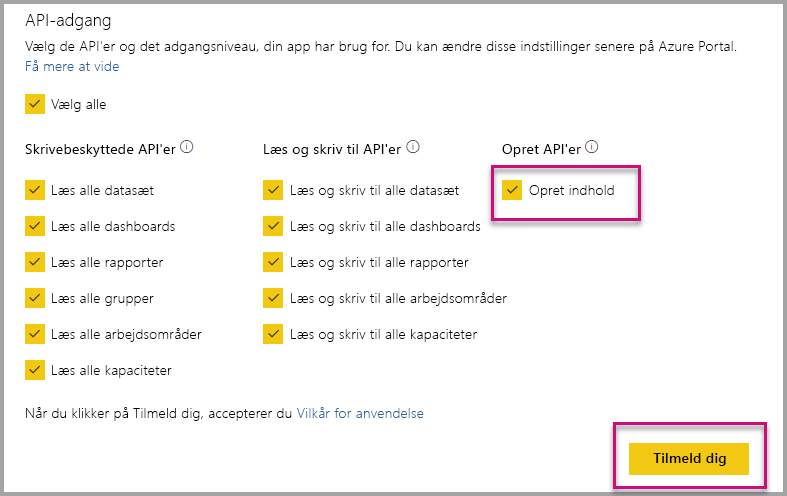 API-adgang
Vælg de API'er og det adgangsniveau, din app har brug for. Du kan ændre disse indstillinger senere på Azure Portal.
Få mere at vide
Vælg alle
Skrivebeskyttede API'er
Læs alle datasæt
Læs alle dashboards
Læs alle rapporter
Læs alle grupper
Læs alle arbejdsområder
Læs alle kapaciteter
Læs og skriv til API'er
Læs og skriv til alle datasæt
Læs og skriv til alle dashboards
Læs og skriv til alle rapporter
Læs og skriv til alle arbejdsområder
Læs og skriv til alle kapaciteter
Opret API'er
Opret indhold
Når du klikker på Tilmeld dig, accepterer du Vilkår for anvendelse
Tilmeld dig